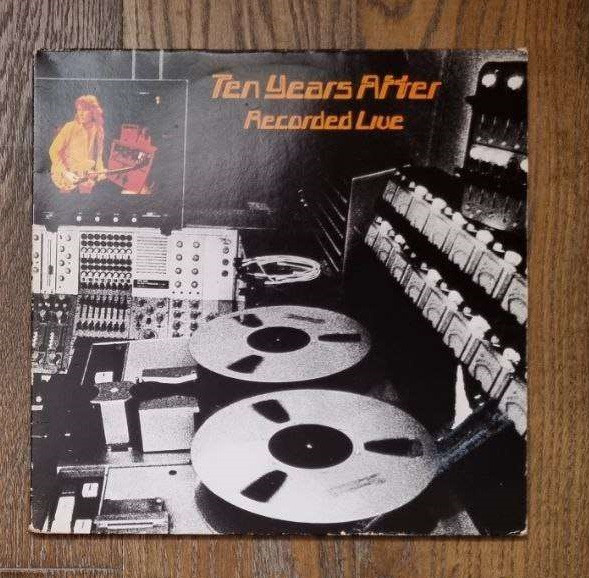 Ten Years After
Recorded Live